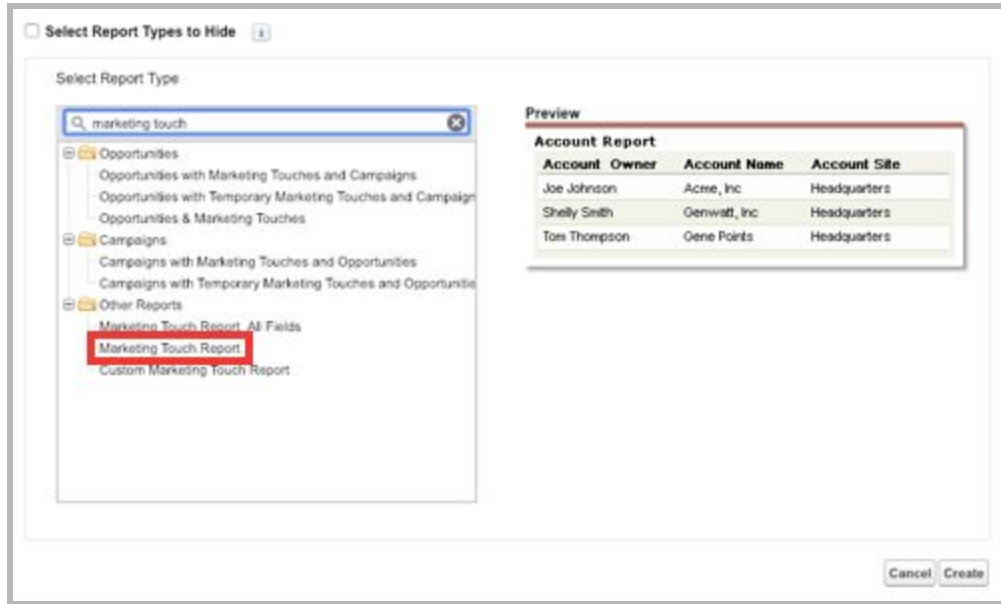 Select Report Types to Hide i
Select Report Type
marketing touch
Opportunities
Opportunities with Marketing Touches and Campaigns
Opportunities with Temporary Marketing Touches and Campaign
Opportunities & Marketing Touches
Campaigns
Campaigns with Marketing Touches and Opportunities
Campaigns with Temporary Marketing Touches and Opportunitie
Other Reports
Marketing Touch Report All Fields
Marketing Touch Report
Custom Marketing Touch Report
Preview
Account Report
Account Owner Account Name Account Site
Joe Johnson Acme, Inc Headquarters
Shelly Smith Genwatt, Inc Headquarters
Tom Thompson Gene Points Headquarters
Cancel Create